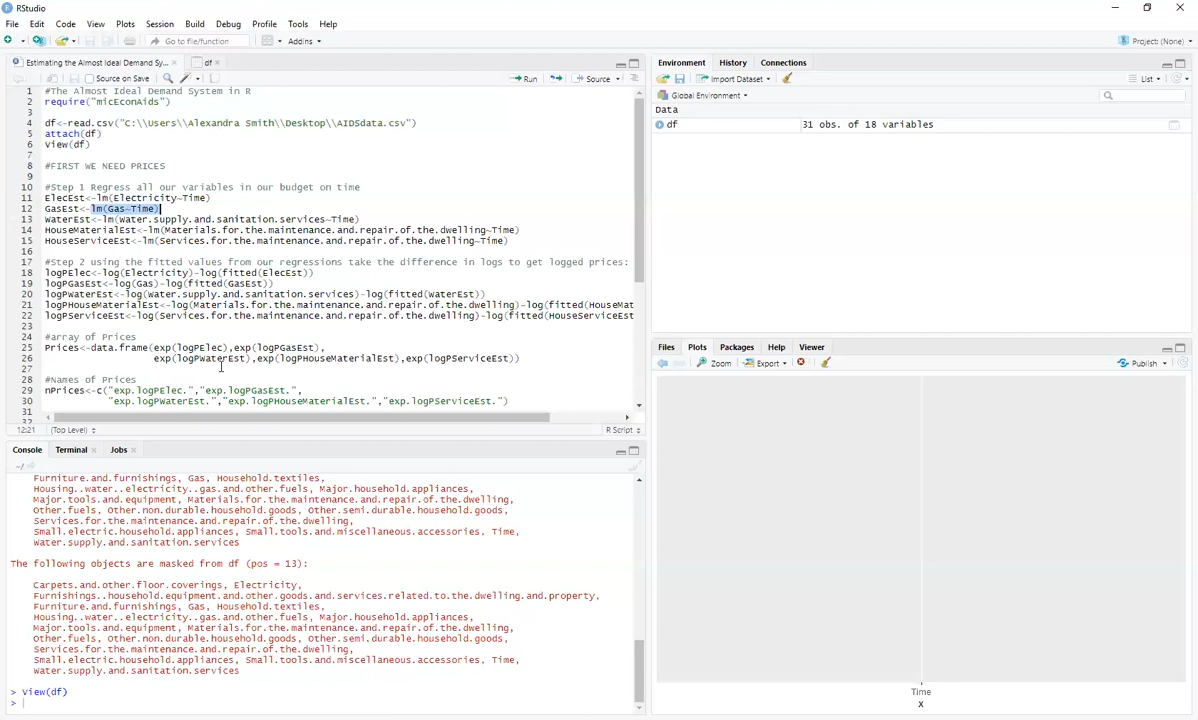 RStudio
File Edit Code View Plots Session Build Debug Profile Tools Help
Go to file/function Addins Project: (None)
Estimating the Almost Ideal Demand Sy... df
Source on Save Run Source
1 #The Almost Ideal Demand System in R
2 require("micEconAids")
3
4 df<-read.csv("C:\\Users\\Alexandra Smith\\Desktop\\AIDSdata.csv")
5 attach(df)
6 View(df)
7
8 #FIRST WE NEED PRICES
9
10 #Step 1 Regress all our variables in our budget on time
11 ElecEst<-lm(Electricity~Time)
12 GasEst<-lm(Gas~Time)
13 WaterEst<-lm(Water.supply.and.sanitation.services~Time)
14 HouseMaterialEst<-lm(Materials.for.the.maintenance.and.repair.of.the.dwelling~Time)
15 HouseServiceEst<-lm(Services.for.the.maintenance.and.repair.of.the.dwelling~Time)
16
17 #Step 2 using the fitted values from our regressions take the difference in logs to get logged prices:
18 logPElec<-log(Electricity)-log(fitted(ElecEst))
19 logPGasEst<-log(Gas)-log(fitted(GasEst))
20 logPWaterEst<-log(Water.supply.and.sanitation.services)-log(fitted(WaterEst))
21 logPHouseMaterialEst<-log(Materials.for.the.maintenance.and.repair.of.the.dwelling)-log(fitted(HouseMat
22 logPServiceEst<-log(Services.for.the.maintenance.and.repair.of.the.dwelling)-log(fitted(HouseServiceEst
23
24 #array of Prices
25 Prices<-data.frame(exp(logPElec),exp(logPGasEst),
26 exp(logPWaterEst),exp(logPHouseMaterialEst),exp(logPServiceEst))
27
28 #Names of Prices
29 nPrices<-c("exp.logPElec.","exp.logPGasEst.",
30 "exp.logPWaterEst.","exp.logPHouseMaterialEst.","exp.logPServiceEst.")
31
32
12:21 (Top Level) R Script
Console Terminal Jobs
~/
Furniture.and.furnishings, Gas, Household.textiles,
Housing..water..electricity..gas.and.other.fuels, Major.household.appliances,
Major.tools.and.equipment, Materials.for.the.maintenance.and.repair.of.the.dwelling,
Other.fuels, Other.non.durable.household.goods, Other.semi.durable.household.goods,
Services.for.the.maintenance.and.repair.of.the.dwelling,
Small.electric.household.appliances, Small.tools.and.miscellaneous.accessories, Time,
Water.supply.and.sanitation.services
The following objects are masked from df (pos = 13):
Carpets.and.other.floor.coverings, Electricity,
Furnishings..household.equipment.and.other.goods.and.services.related.to.the.dwelling.and.property,
Furniture.and.furnishings, Gas, Household.textiles,
Housing..water..electricity..gas.and.other.fuels, Major.household.appliances,
Major.tools.and.equipment, Materials.for.the.maintenance.and.repair.of.the.dwelling,
Other.fuels, Other.non.durable.household.goods, Other.semi.durable.household.goods,
Services.for.the.maintenance.and.repair.of.the.dwelling,
Small.electric.household.appliances, Small.tools.and.miscellaneous.accessories, Time,
Water.supply.and.sanitation.services
> View(df)
>
Environment History Connections
Import Dataset List
Global Environment
Data
df 31 obs. of 18 variables
Files Plots Packages Help Viewer
Zoom Export Publish
Time
X